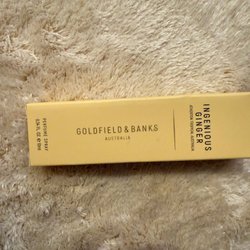 GOLDFIELD & BANKS
AUSTRALIA
INGENIOUS
GINGER
PERFUME SPRAY